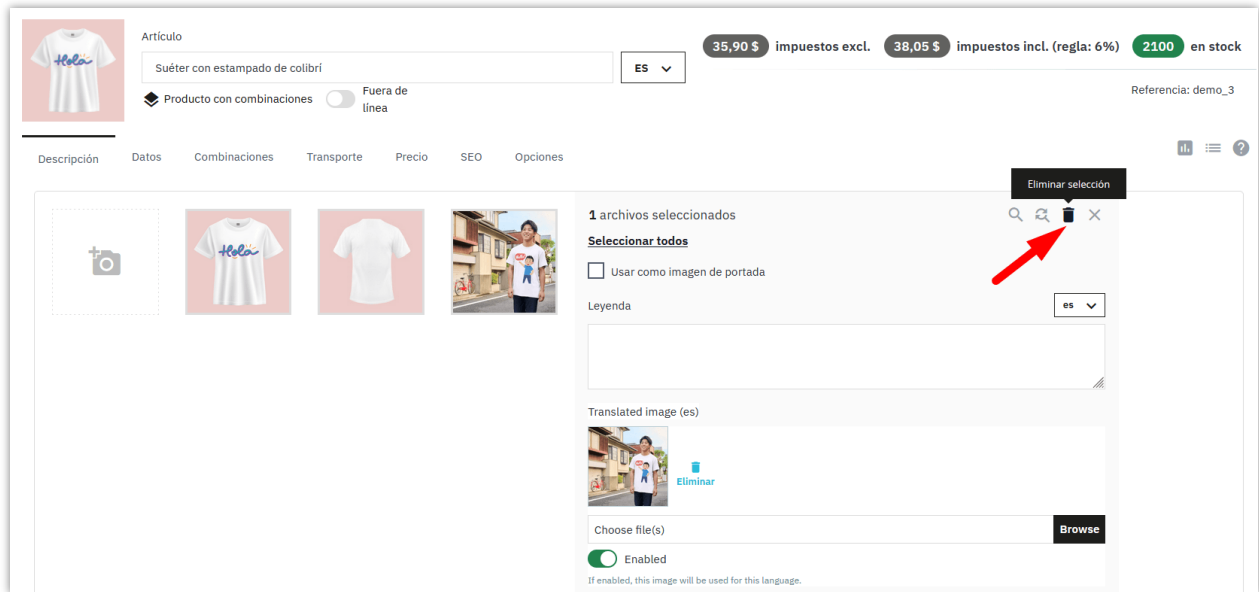 Artículo
Suéter con estampado de colibrí
ES
35,90 $ impuestos excl. 38,05 $ impuestos incl. (regla: 6%) 2100 en stock
Producto con combinaciones
Fuera de
línea
Referencia: demo_3
Hola
Descripción Datos Combinaciones Transporte Precio SEO Opciones
Eliminar selección
Hola
1 archivos seleccionados
Seleccionar todos
Usar como imagen de portada
Leyenda
es
Translated image (es)
Eliminar
Choose file(s)
Browse
Enabled
If enabled, this image will be used for this language.